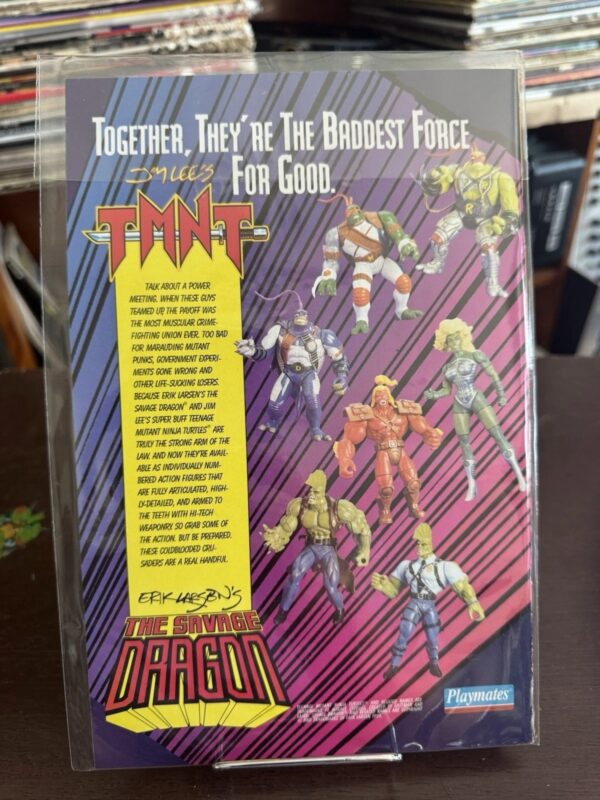 TOGETHER, THEY'RE THE BADDEST FORCE
FOR GOOD.
JIM LEE'S
TMNT
TALK ABOUT A POWER
MEETING. WHEN THESE GUYS
TEAMED UP, THE PAYOFF WAS
THE MOST MUSCULAR CRIME-
FIGHTING UNION EVER. TOO BAD
FOR MARAUDING MUTANT
PUNKS, GOVERNMENT EXPERI-
MENTS GONE WRONG AND
OTHER LIFE-SUCKING LOSERS.
BECAUSE ERIK LARSEN'S THE
SAVAGE DRAGON® AND JIM
LEE'S SUPER BUFF TEENAGE
MUTANT NINJA TURTLES® ARE
TRULY THE STRONG ARM OF THE
LAW. AND NOW THEY'RE AVAIL-
ABLE AS INDIVIDUALLY NUM-
BERED ACTION FIGURES THAT
ARE FULLY ARTICULATED, HIGH-
LY-DETAILED, AND ARMED TO
THE TEETH WITH HI-TECH
WEAPONRY. SO GRAB SOME OF
THE ACTION. BUT BE PREPARED.
THESE COLDBLOODED CRU-
SADERS ARE A REAL HANDFUL.
ERIK LARSEN'S
THE SAVAGE
DRAGON
Playmates